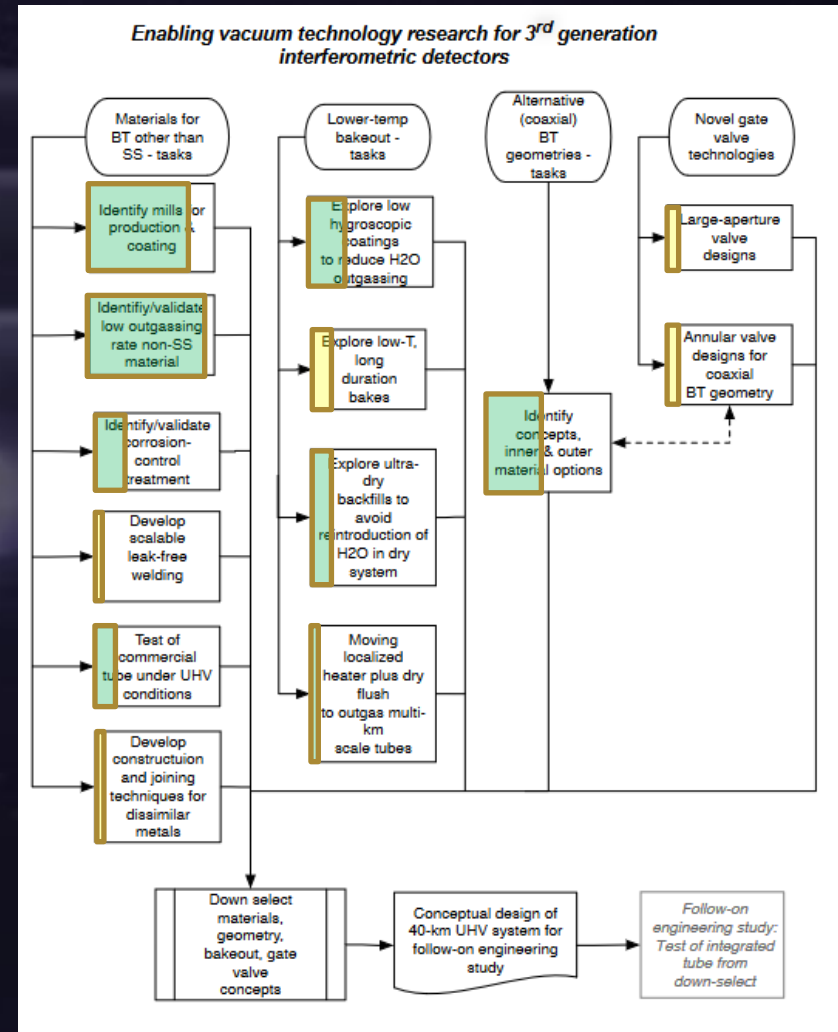 Enabling vacuum technology research for 3rd generation
interferometric detectors
Materials for
BT other than
SS - tasks
Identify mills for
production &
coating
Identifiy/validate
low outgassing
rate non-SS
material
Identify/validate
corrosion-
control
treatment
Develop
scalable
leak-free
welding
Test of
commercial
tube under UHV
conditions
Develop
constructuion
and joining
techniques for
dissimilar
metals
Lower-temp
bakeout -
tasks
Explore low
hygroscopic
coatings
to reduce H2O
outgassing
Explore low-T,
long
duration
bakes
Explore ultra-
dry
backfills to
avoid
reintroduction of
H2O in dry
system
Moving
localized
heater plus dry
flush
to outgas multi-
km
scale tubes
Alternative
(coaxial)
BT
geometries -
tasks
Identify
concepts,
inner & outer
material options
Novel gate
valve
technologies
Large-aperture
valve
designs
Annular valve
designs for
coaxial
BT geometry
Down select
materials,
geometry,
bakeout, gate
valve
concepts
Conceptual design of
40-km UHV system for
follow-on engineering
study
Follow-on
engineering study:
Test of integrated
tube from
down-select